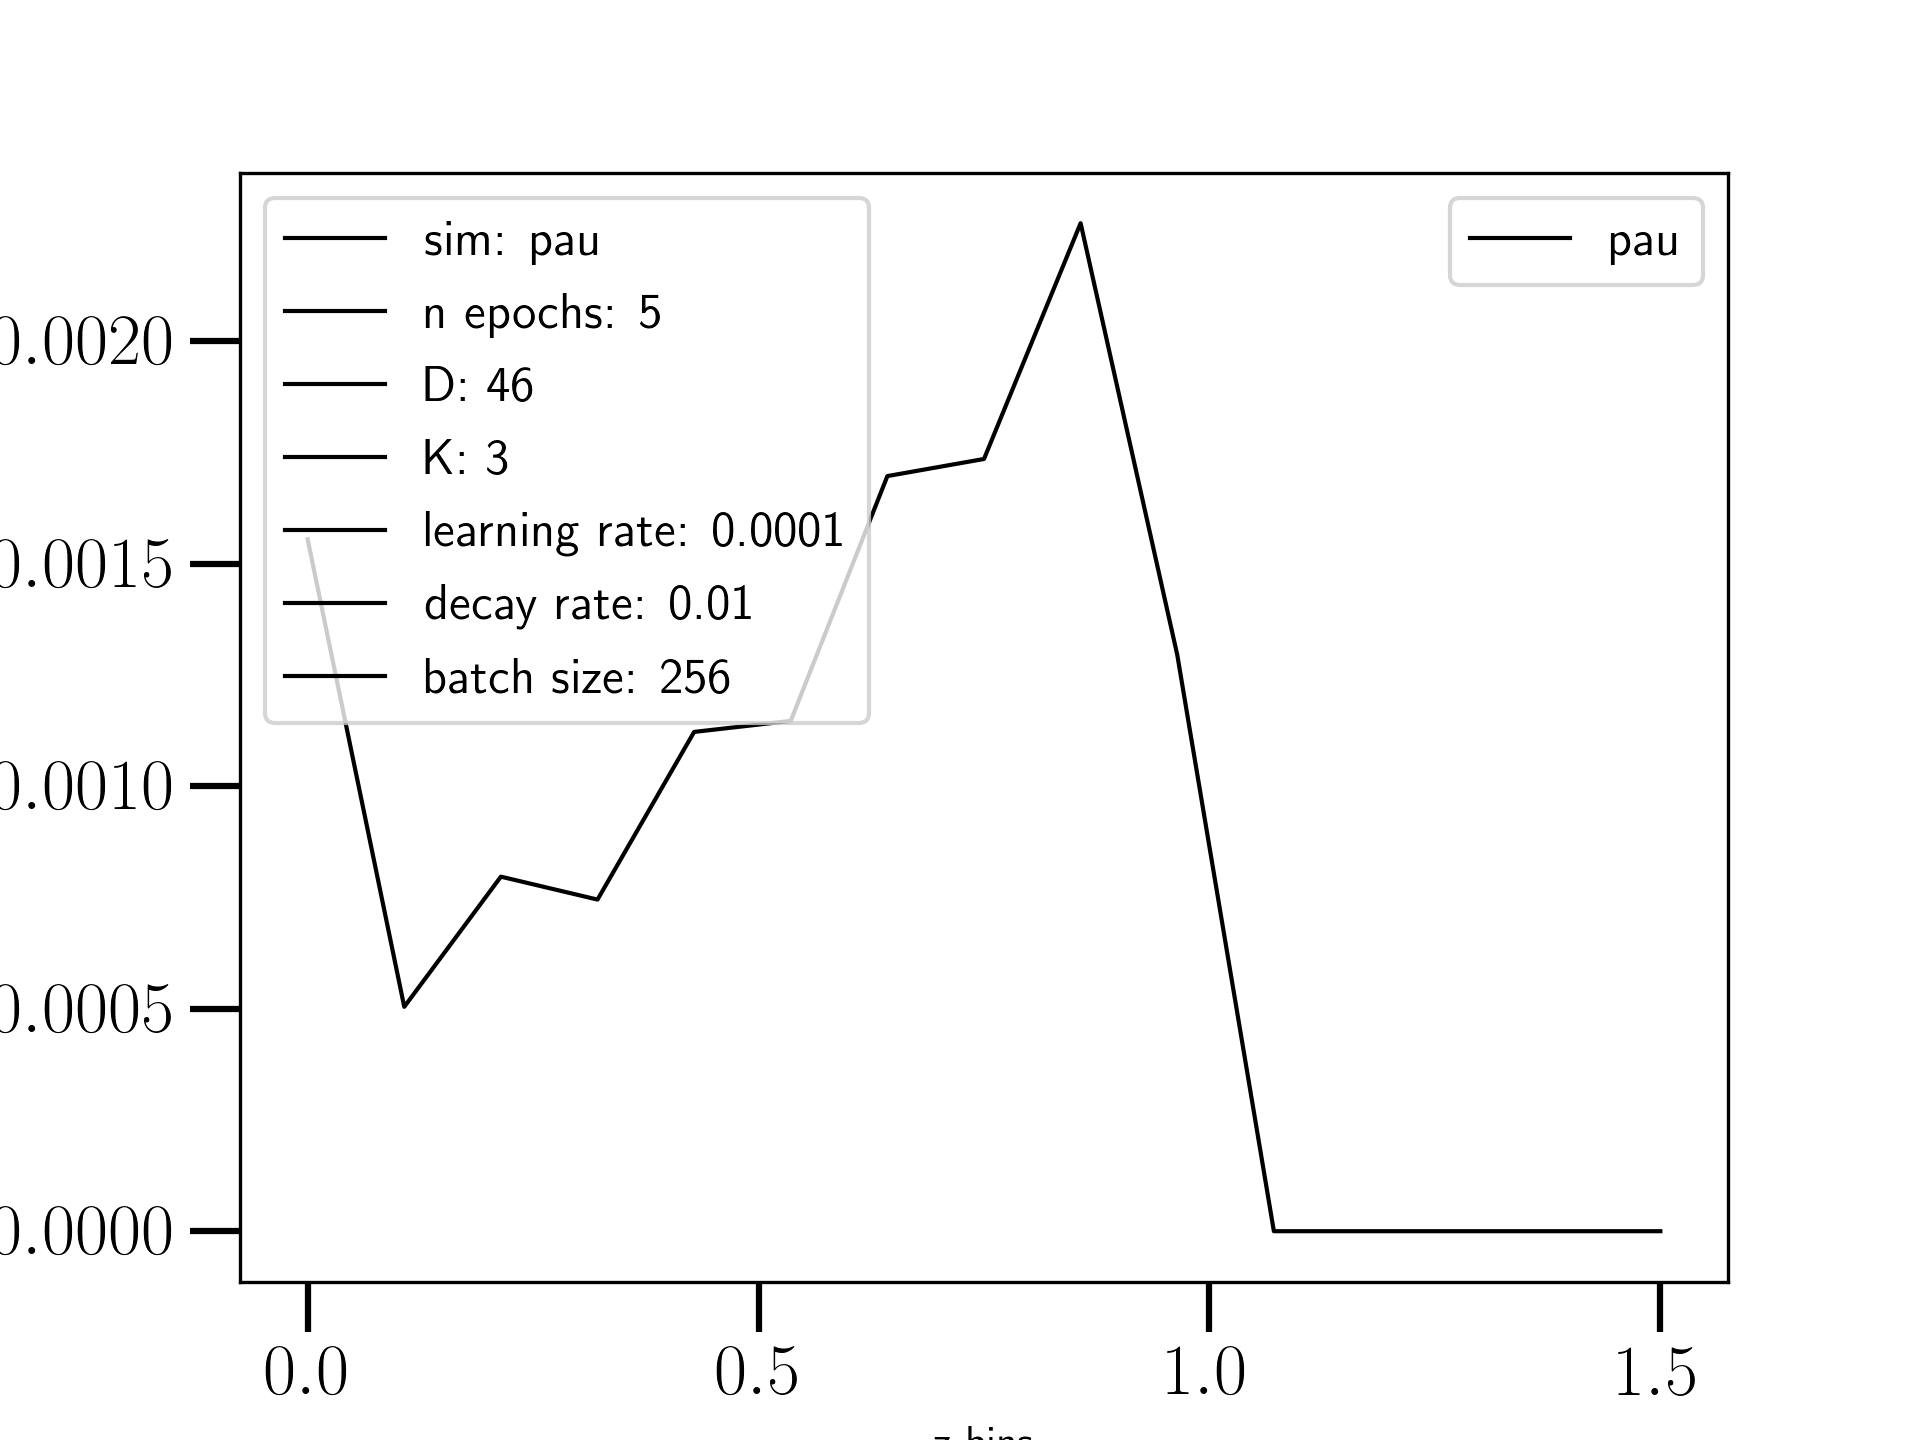 sim: pau
n epochs: 5
D: 46
K: 3
learning rate: 0.0001
decay rate: 0.01
batch size: 256
pau
0.0020
0.0015
0.0010
0.0005
0.0000
0.0 0.5 1.0 1.5
z bins